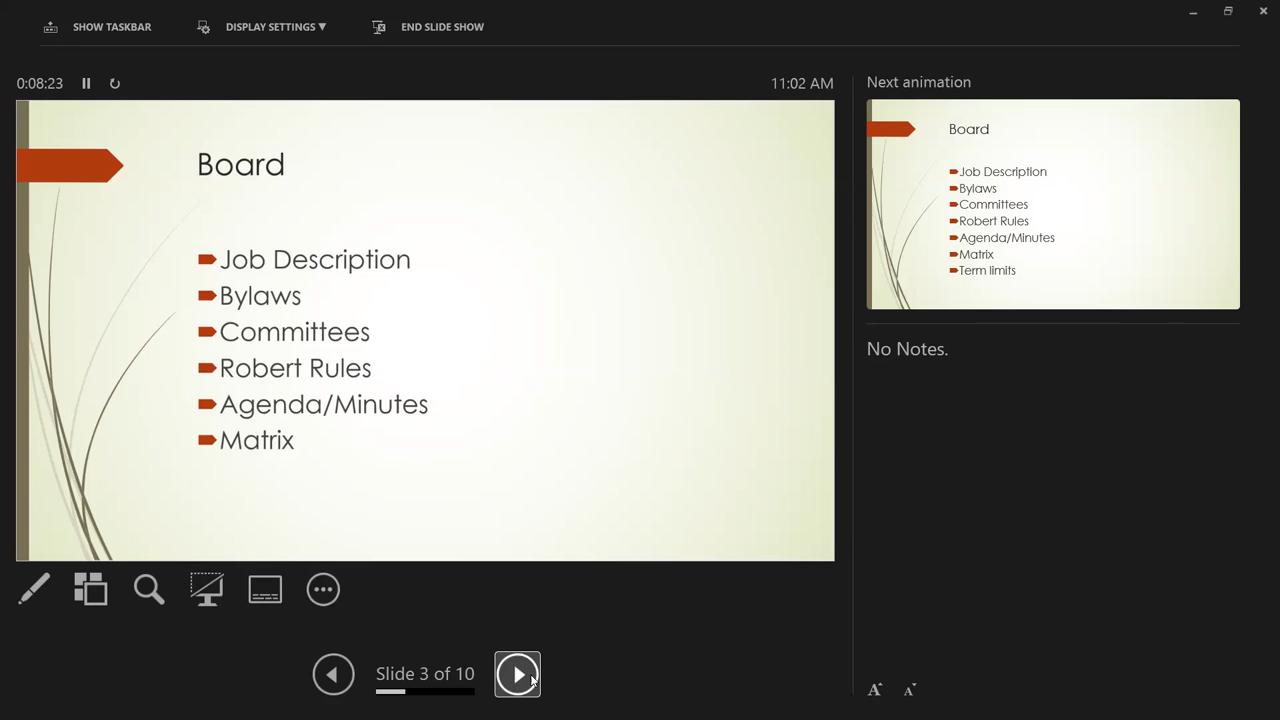 SHOW TASKBAR
DISPLAY SETTINGS ▼
END SLIDE SHOW
0:08:23
11:02 AM
Board
Job Description
Bylaws
Committees
Robert Rules
Agenda/Minutes
Matrix
Slide 3 of 10
Next animation
Board
Job Description
Bylaws
Committees
Robert Rules
Agenda/Minutes
Matrix
Term limits
No Notes.
A A